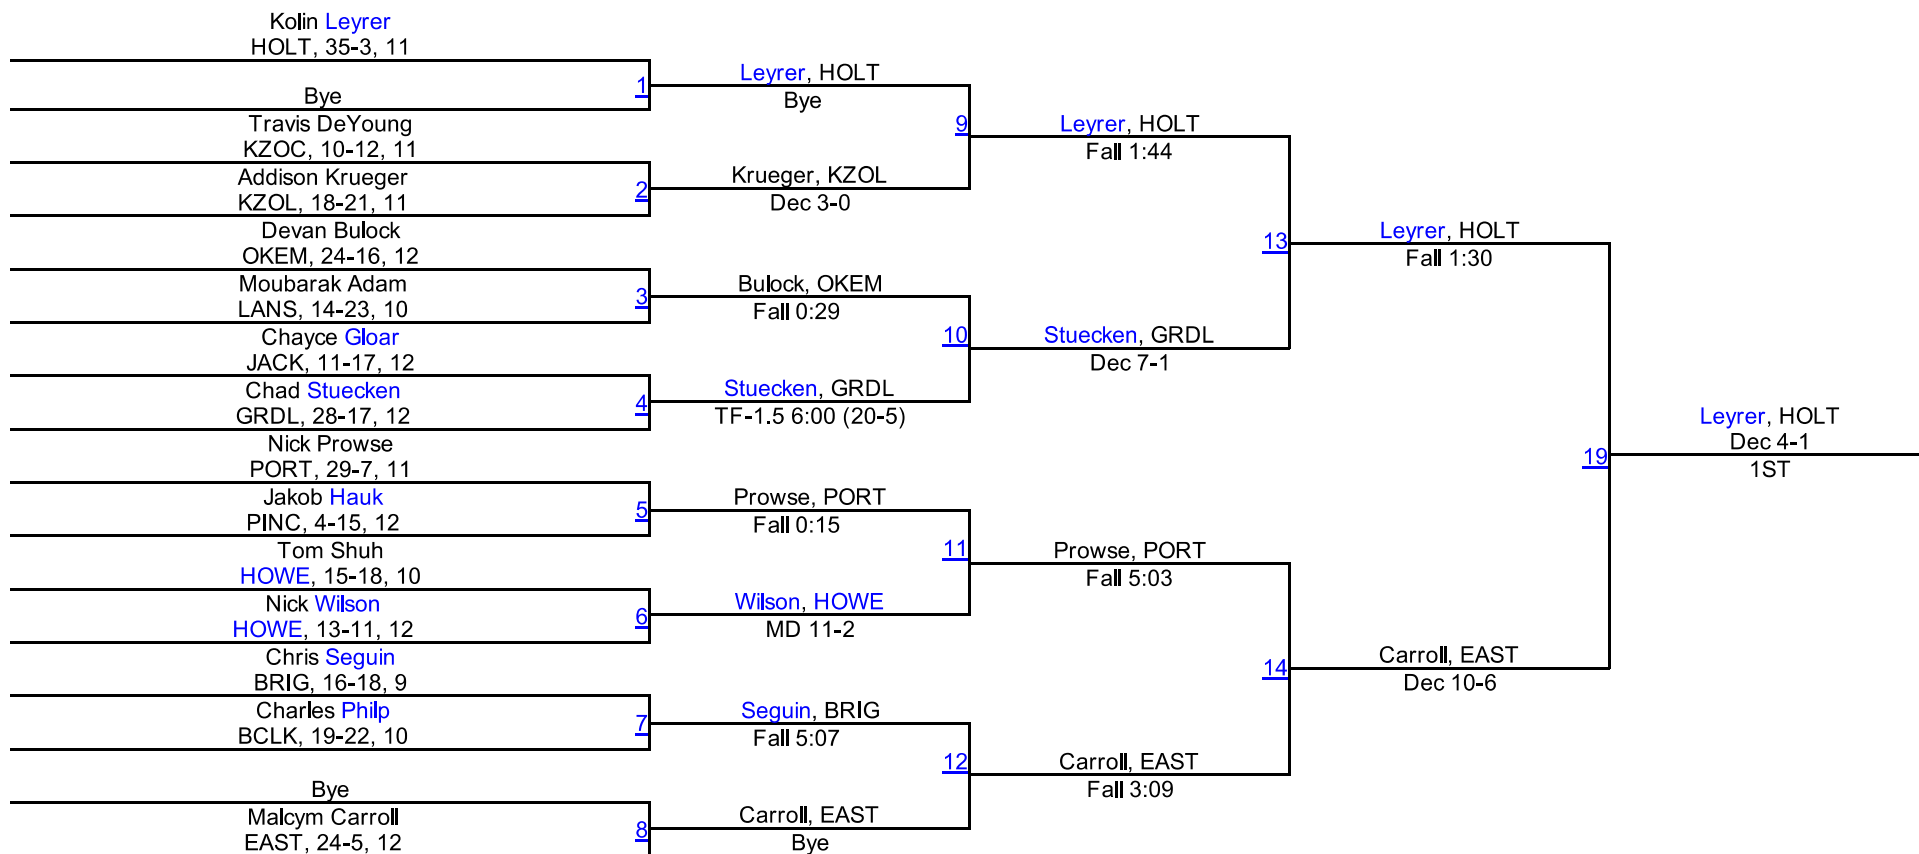 Kolin Leyrer
HOLT, 35-3, 11
1
Bye
Travis DeYoung
KZOC, 10-12, 11
2
Addison Krueger
KZOL, 18-21, 11
Devan Bulock
OKEM, 24-16, 12
3
Moubarak Adam
LANS, 14-23, 10
Chayce Gloar
JACK, 11-17, 12
4
Chad Stuecken
GRDL, 28-17, 12
Nick Prowse
PORT, 29-7, 11
5
Jakob Hauk
PINC, 4-15, 12
Tom Shuh
HOWE, 15-18, 10
6
Nick Wilson
HOWE, 13-11, 12
Chris Seguin
BRIG, 16-18, 9
7
Charles Philp
BCLK, 19-22, 10
Bye
8
Malcym Carroll
EAST, 24-5, 12
Leyrer, HOLT
Bye
9
Krueger, KZOL
Dec 3-0
Bulock, OKEM
Fall 0:29
10
Stuecken, GRDL
TF-1.5 6:00 (20-5)
Prowse, PORT
Fall 0:15
11
Wilson, HOWE
MD 11-2
Seguin, BRIG
Fall 5:07
12
Carroll, EAST
Bye
Leyrer, HOLT
Fall 1:44
13
Stuecken, GRDL
Dec 7-1
Prowse, PORT
Fall 5:03
14
Carroll, EAST
Fall 3:09
Leyrer, HOLT
Fall 1:30
19
Carroll, EAST
Dec 10-6
Leyrer, HOLT
Dec 4-1
1ST